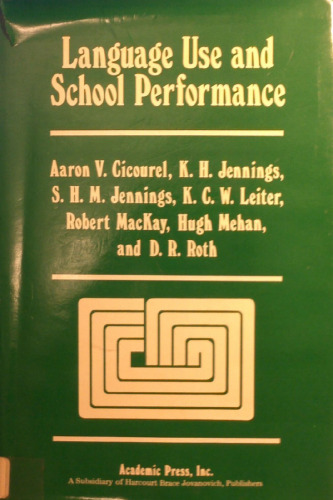 Language Use and
School Performance
Aaron V. Cicourel, K. H. Jennings,
S. H. M. Jennings, K. C. W. Leiter,
Robert MacKay, Hugh Mehan,
and D. R. Roth
Academic Press, Inc.
A Subsidiary of Harcourt Brace Jovanovich, Publishers